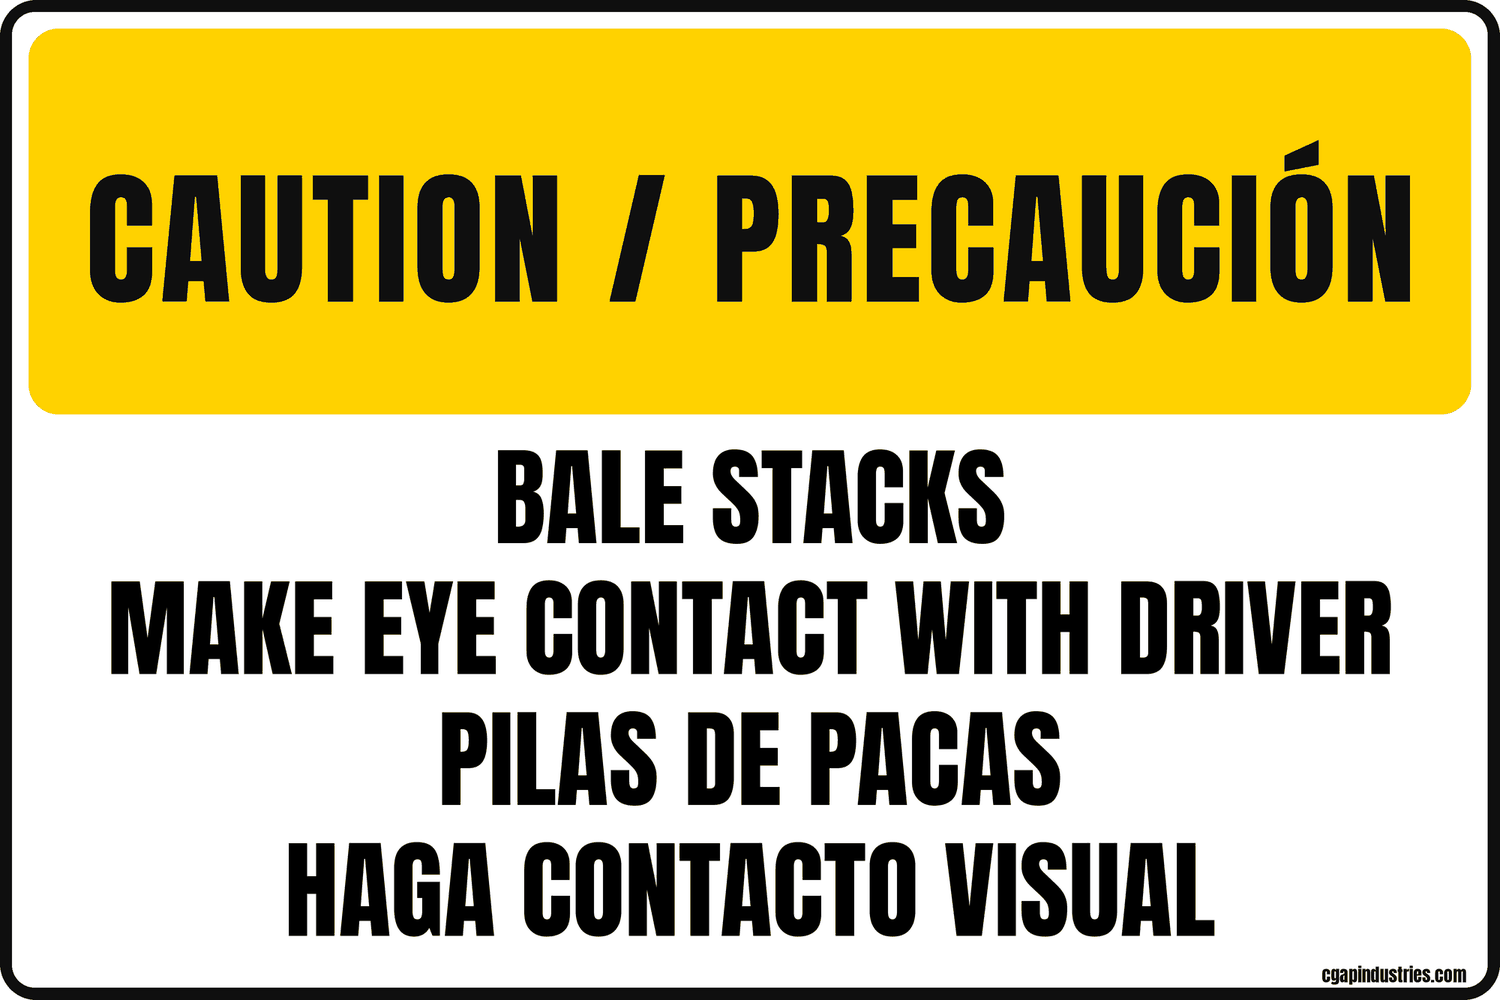 CAUTION / PRECAUCIÓN
BALE STACKS
MAKE EYE CONTACT WITH DRIVER
PILAS DE PACAS
HAGA CONTACTO VISUAL
cgapindustries.com